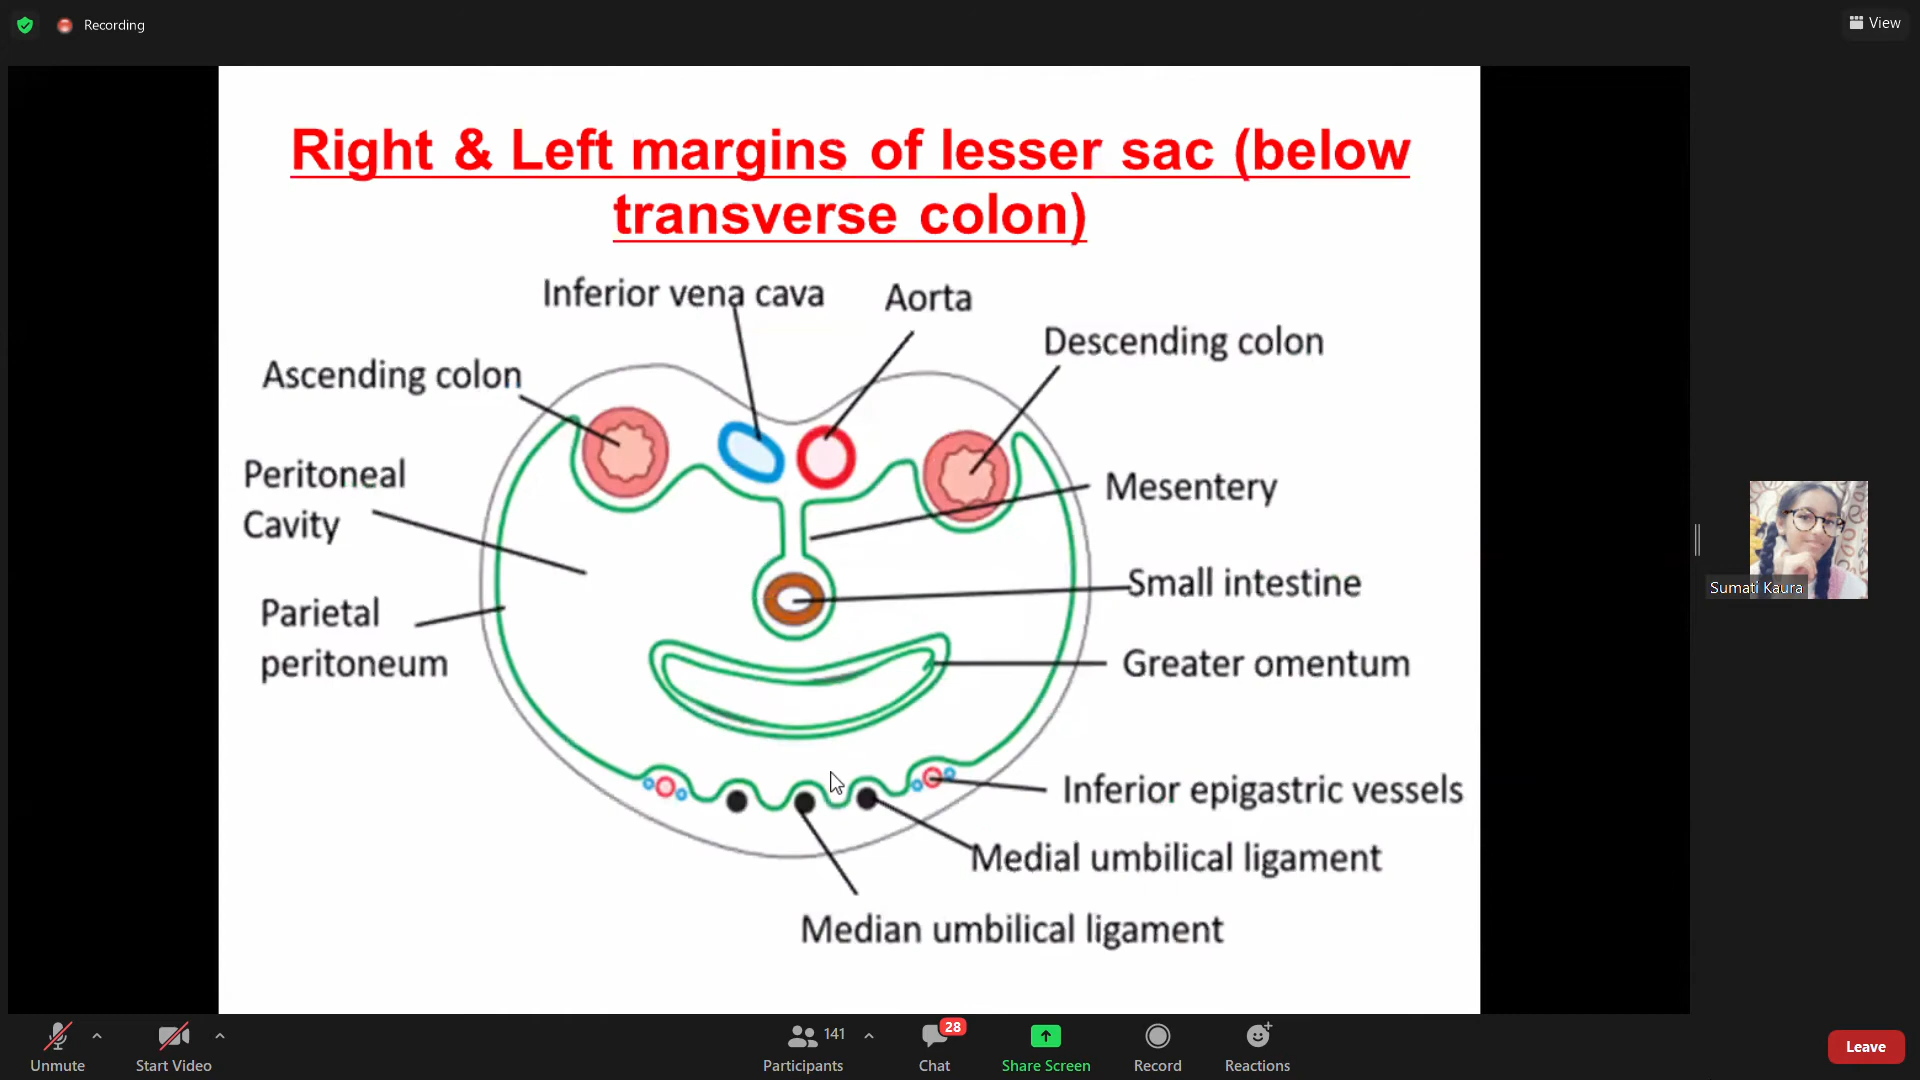 Recording
View
Right & Left margins of lesser sac (below
transverse colon)
Inferior vena cava
Aorta
Descending colon
Ascending colon
Peritoneal
Cavity
Mesentery
Parietal
peritoneum
Small intestine
Greater omentum
Inferior epigastric vessels
Medial umbilical ligament
Median umbilical ligament
Sumati Kaura
Unmute
Start Video
141
Participants
28
Chat
Share Screen
Record
Reactions
Leave